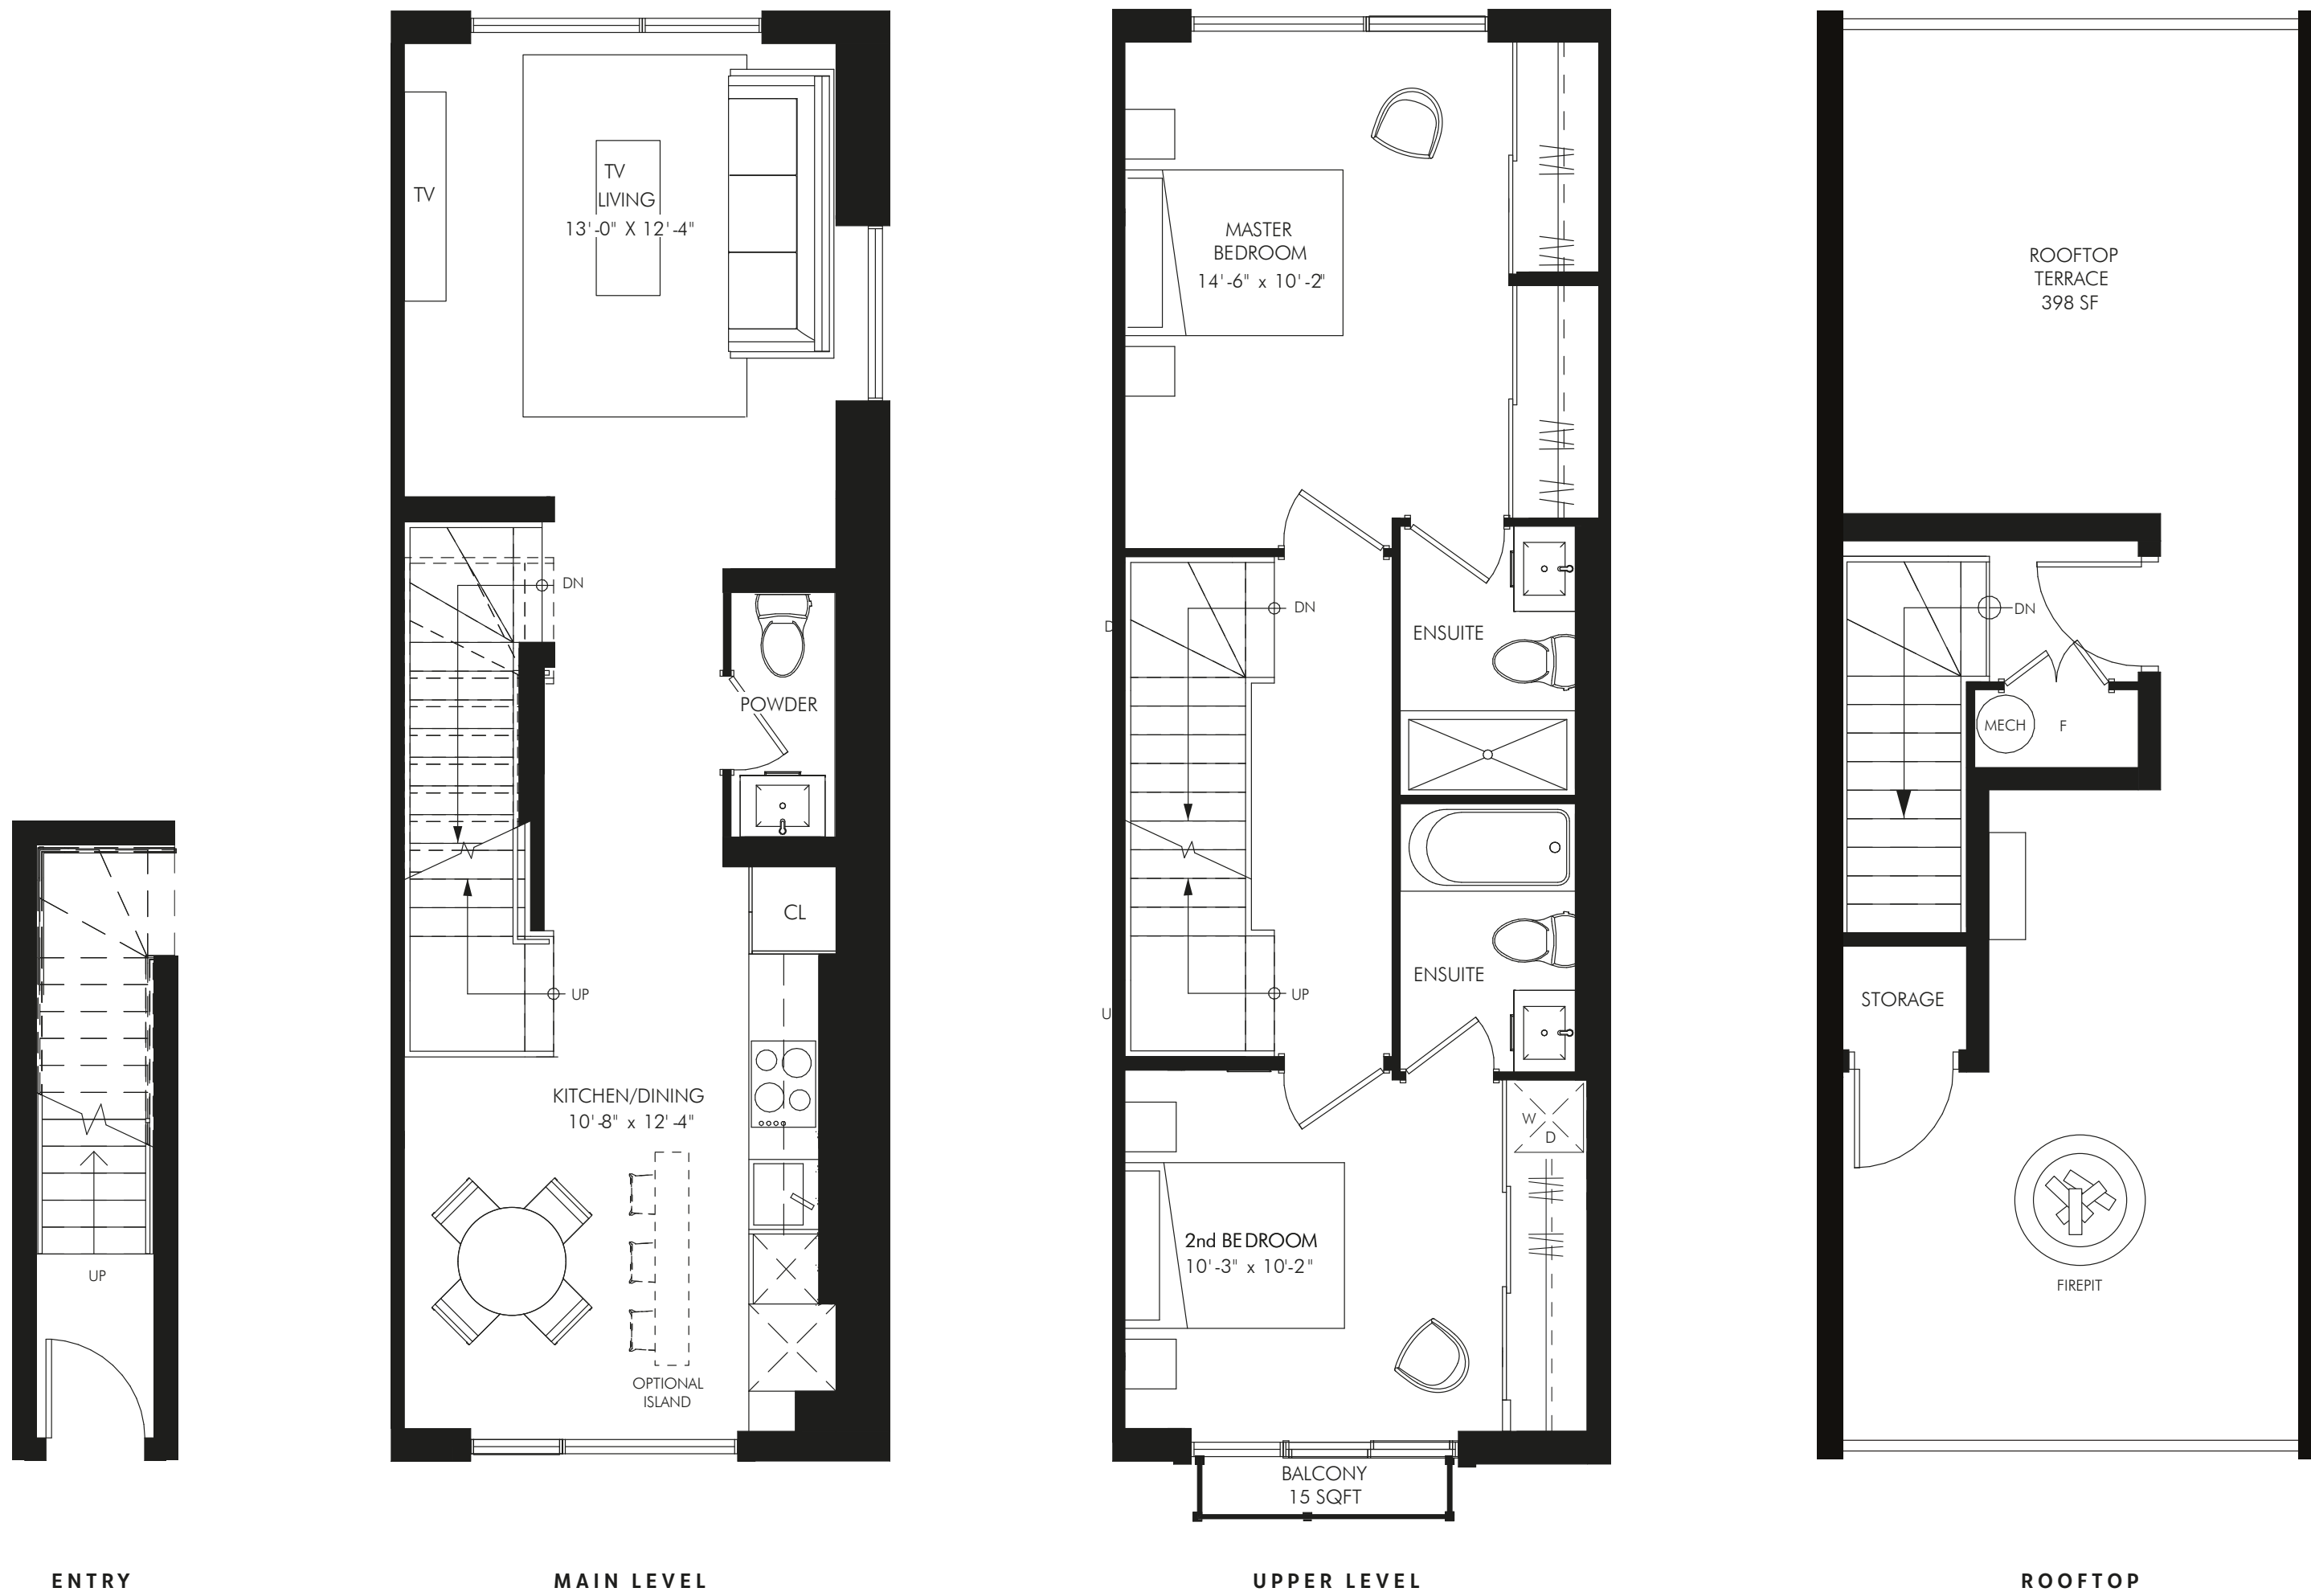 UP
ENTRY
TV
TV
LIVING
13'-0" X 12'-4"
DN
POWDER
CL
UP
KITCHEN/DINING
10'-8" x 12'-4"
OPTIONAL
ISLAND
MAIN LEVEL
MASTER
BEDROOM
14'-6" x 10'-2"
D
DN
ENSUITE
ENSUITE
U
UP
W
D
2nd BEDROOM
10'-3" x 10'-2"
BALCONY
15 SQFT
UPPER LEVEL
ROOFTOP
TERRACE
398 SF
DN
MECH
F
STORAGE
FIREPIT
ROOFTOP